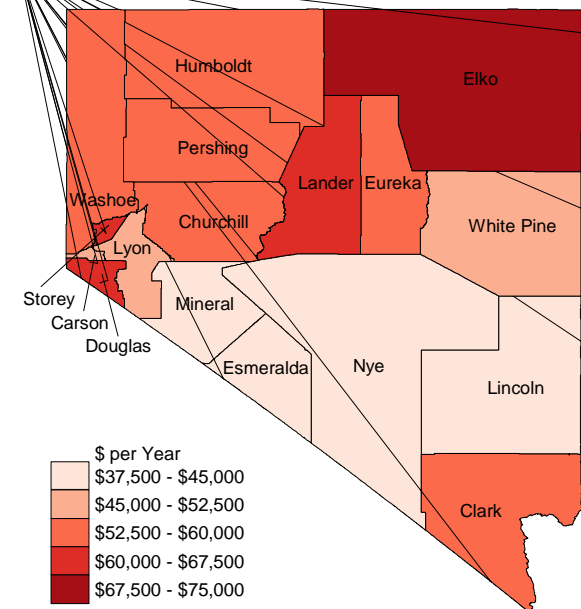 Humboldt
Elko
Pershing
Lander
Eureka
Washoe
Churchill
White Pine
Lyon
Storey
Mineral
Carson
Douglas
Esmeralda
Nye
Lincoln
$ per Year
$37,500 - $45,000
$45,000 - $52,500
$52,500 - $60,000
$60,000 - $67,500
$67,500 - $75,000
Clark